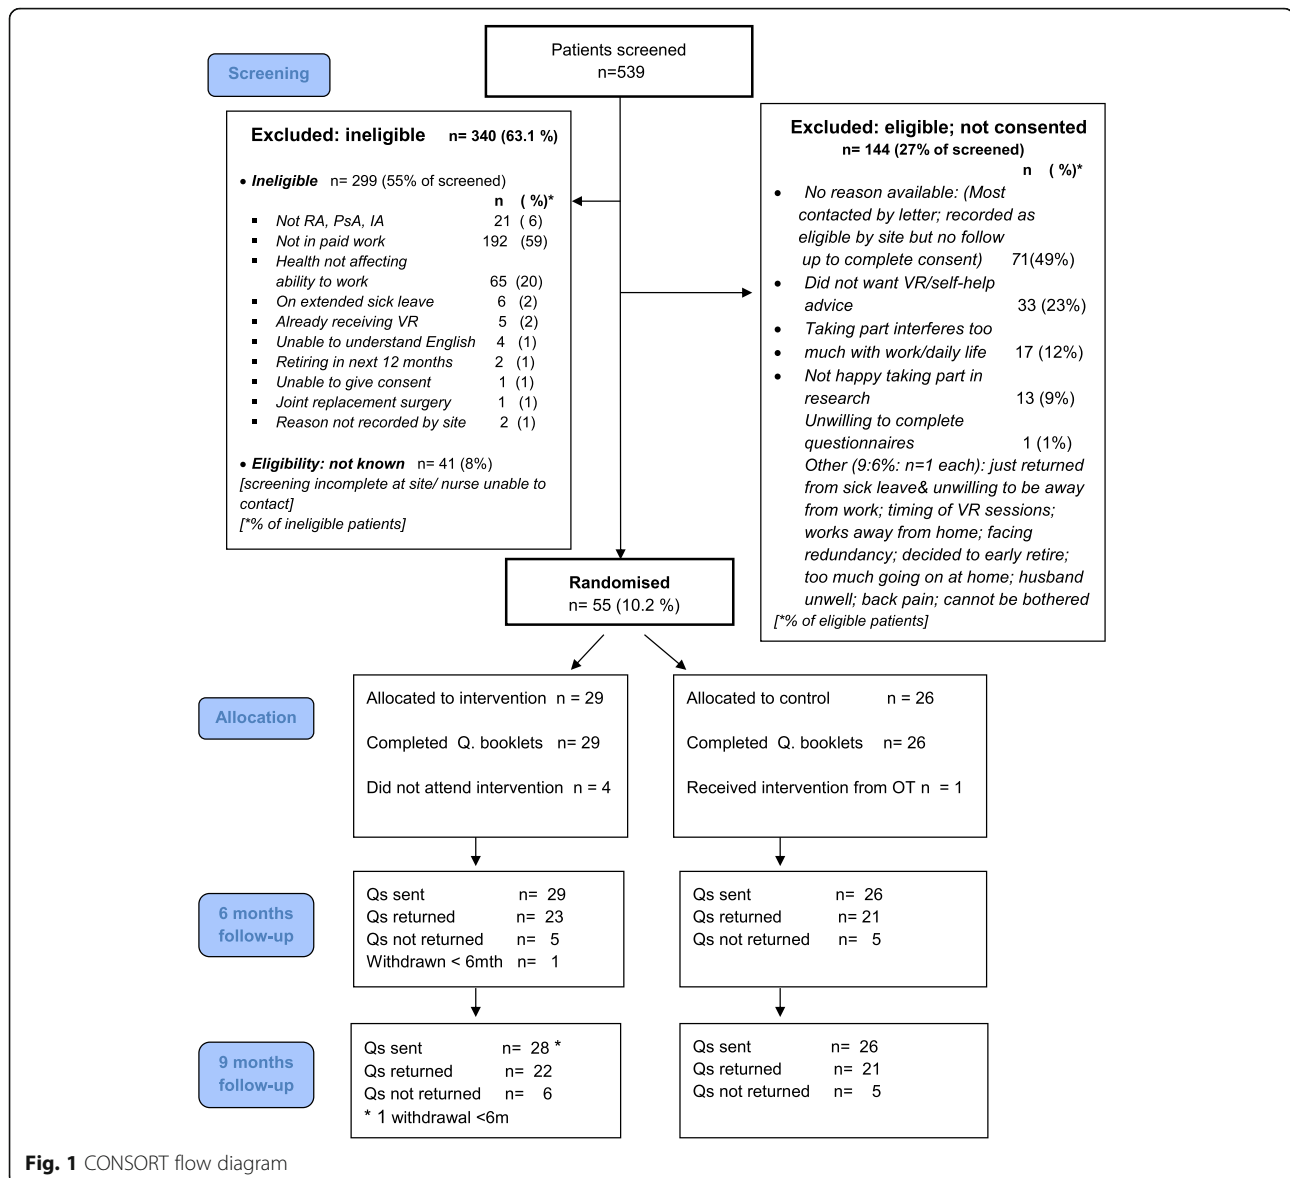 Patients screened
n=539
Screening
Excluded: ineligible n= 340 (63.1 %)
• Ineligible n= 299 (55% of screened)
n ( %)*
▪ Not RA, PsA, IA 21 ( 6)
▪ Not in paid work 192 (59)
▪ Health not affecting
ability to work 65 (20)
▪ On extended sick leave 6 (2)
▪ Already receiving VR 5 (2)
▪ Unable to understand English 4 (1)
▪ Retiring in next 12 months 2 (1)
▪ Unable to give consent 1 (1)
▪ Joint replacement surgery 1 (1)
▪ Reason not recorded by site 2 (1)
• Eligibility: not known n= 41 (8%)
[screening incomplete at site/ nurse unable to
contact]
[*% of ineligible patients]
Excluded: eligible; not consented
n= 144 (27% of screened)
n ( %)*
• No reason available: (Most
contacted by letter; recorded as
eligible by site but no follow
up to complete consent) 71(49%)
• Did not want VR/self-help
advice 33 (23%)
• Taking part interferes too
• much with work/daily life 17 (12%)
• Not happy taking part in
research 13 (9%)
Unwilling to complete
questionnaires 1 (1%)
Other (9:6%: n=1 each): just returned
from sick leave& unwilling to be away
from work; timing of VR sessions;
works away from home; facing
redundancy; decided to early retire;
too much going on at home; husband
unwell; back pain; cannot be bothered
[*% of eligible patients]
Randomised
n= 55 (10.2 %)
Allocation
Allocated to intervention n = 29
Completed Q. booklets n= 29
Did not attend intervention n = 4
Allocated to control n = 26
Completed Q. booklets n= 26
Received intervention from OT n = 1
6 months
follow-up
Qs sent n= 29
Qs returned n= 23
Qs not returned n= 5
Withdrawn < 6mth n= 1
Qs sent n= 26
Qs returned n= 21
Qs not returned n= 5
9 months
follow-up
Qs sent n= 28 *
Qs returned n= 22
Qs not returned n= 6
* 1 withdrawal <6m
Qs sent n= 26
Qs returned n= 21
Qs not returned n= 5
Fig. 1 CONSORT flow diagram